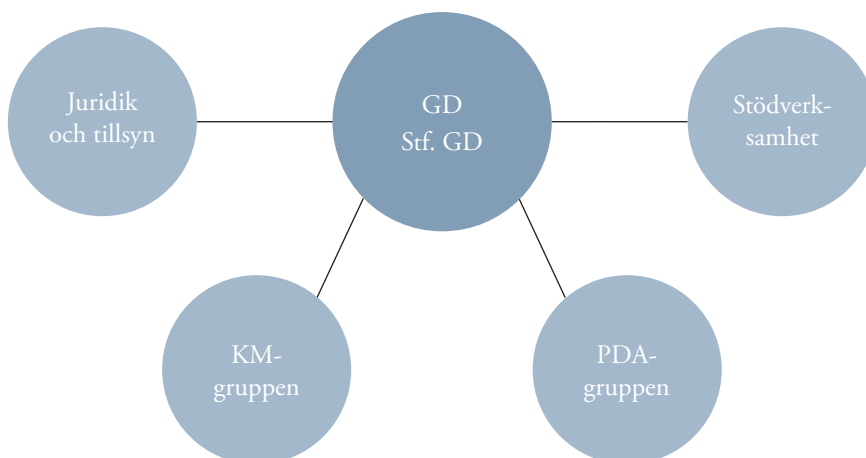 Juridik
och tillsyn
GD
Stf. GD
Stödverk-
samhet
KM-
gruppen
PDA-
gruppen